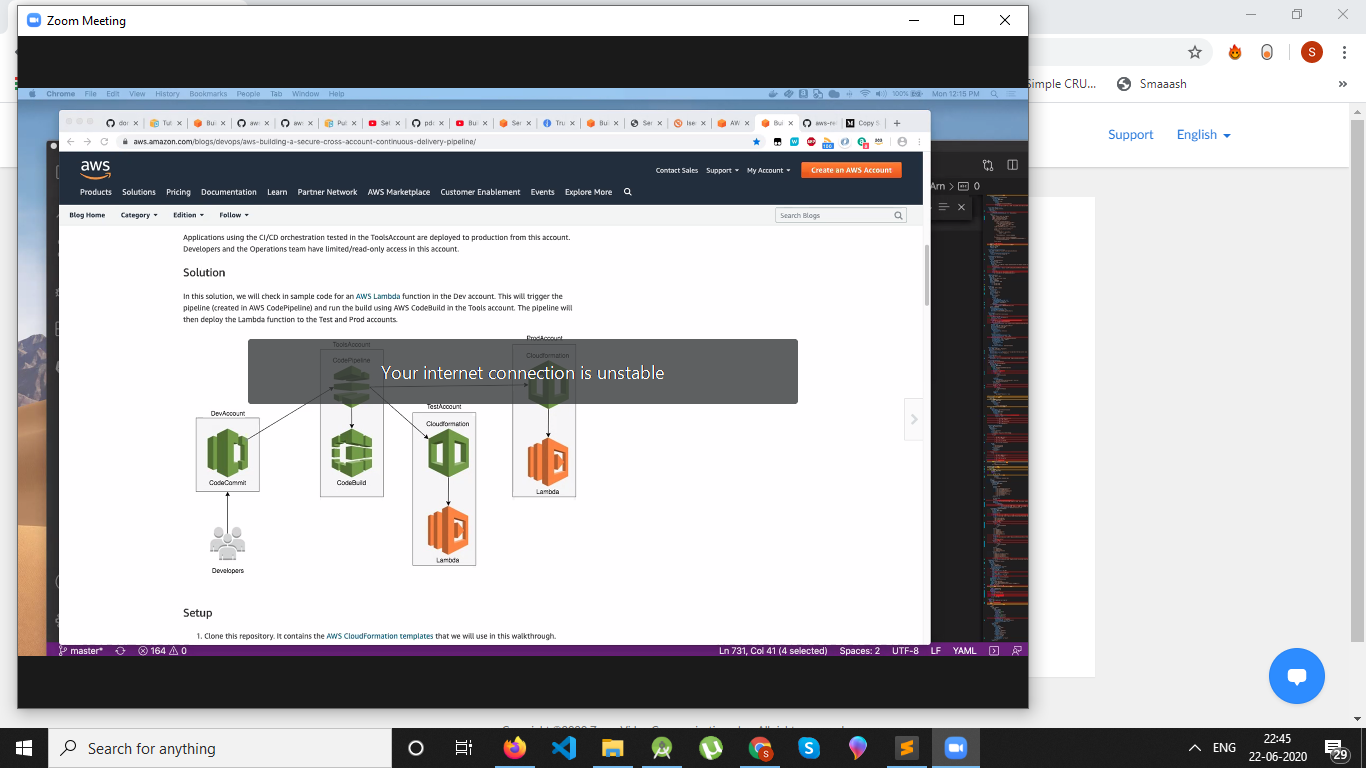 Zoom Meeting
Chrome File Edit View History Bookmarks People Tab Window Help
100%
Mon 12:15 PM
S
Simple CRU...
Smaaash
»
aws.amazon.com/blogs/devops/aws-building-a-secure-cross-account-continuous-delivery-pipeline/
Support English
aws
Contact Sales Support My Account Create an AWS Account
Products Solutions Pricing Documentation Learn Partner Network AWS Marketplace Customer Enablement Events Explore More
Arn
0
Blog Home Category Edition Follow
Search Blogs
Applications using the CI/CD orchestration tested in the ToolsAccount are deployed to production from this account.
Developers and the Operations team have limited/read-only access in this account.
Solution
In this solution, we will check in sample code for an AWS Lambda function in the Dev account. This will trigger the
pipeline (created in AWS CodePipeline) and run the build using AWS CodeBuild in the Tools account. The pipeline will
then deploy the Lambda function to the Test and Prod accounts.
ProdAccount
ToolsAccount
Cloudformation
CodePipeline
Your internet connection is unstable
TestAccount
DevAccount
Cloudformation
CodeCommit
CodeBuild
Lambda
Lambda
Developers
Setup
1. Clone this repository. It contains the AWS CloudFormation templates that we will use in this walkthrough.
master* 164 0
Ln 731, Col 41 (4 selected) Spaces: 2 UTF-8 LF YAML
Search for anything
ENG
22:45
22-06-2020
29